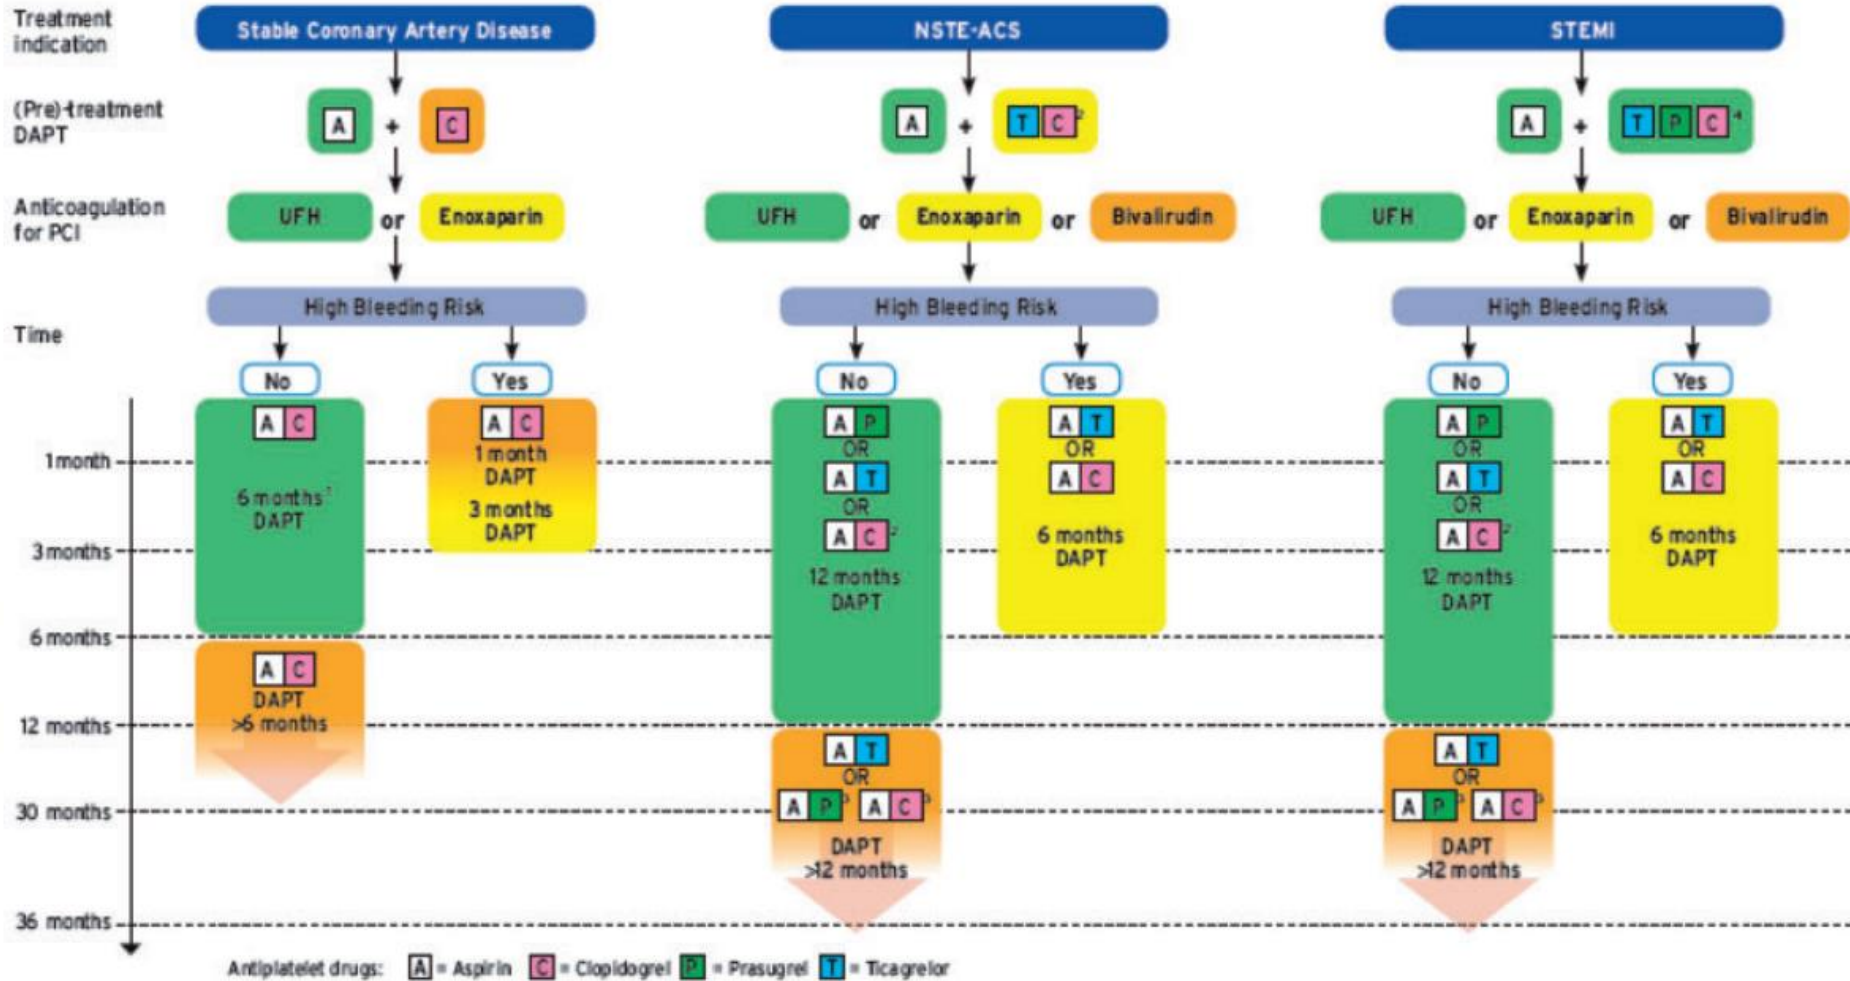 Treatment
indication
Stable Coronary Artery Disease
NSTE-ACS
STEMI
(Pre)-treatment
DAPT
A + C
A + T C 2
A + T P C 4
Anticoagulation
for PCI
UFH or Enoxaparin
UFH or Enoxaparin or Bivalirudin
UFH or Enoxaparin or Bivalirudin
High Bleeding Risk
High Bleeding Risk
High Bleeding Risk
Time
No
Yes
No
Yes
No
Yes
1 month
3 months
6 months
12 months
30 months
36 months
A C
6 months 1
DAPT
A C
DAPT
>6 months
A C
1 month
DAPT
3 months
DAPT
A P
OR
A T
OR
A C 2
12 months
DAPT
A T
OR
A P 3 A C 3
DAPT
>12 months
A T
OR
A C
6 months
DAPT
A P
OR
A T
OR
A C 2
12 months
DAPT
A T
OR
A P 3 A C 3
DAPT
>12 months
A T
OR
A C
6 months
DAPT
Antiplatelet drugs: A = Aspirin C = Clopidogrel P = Prasugrel T = Ticagrelor